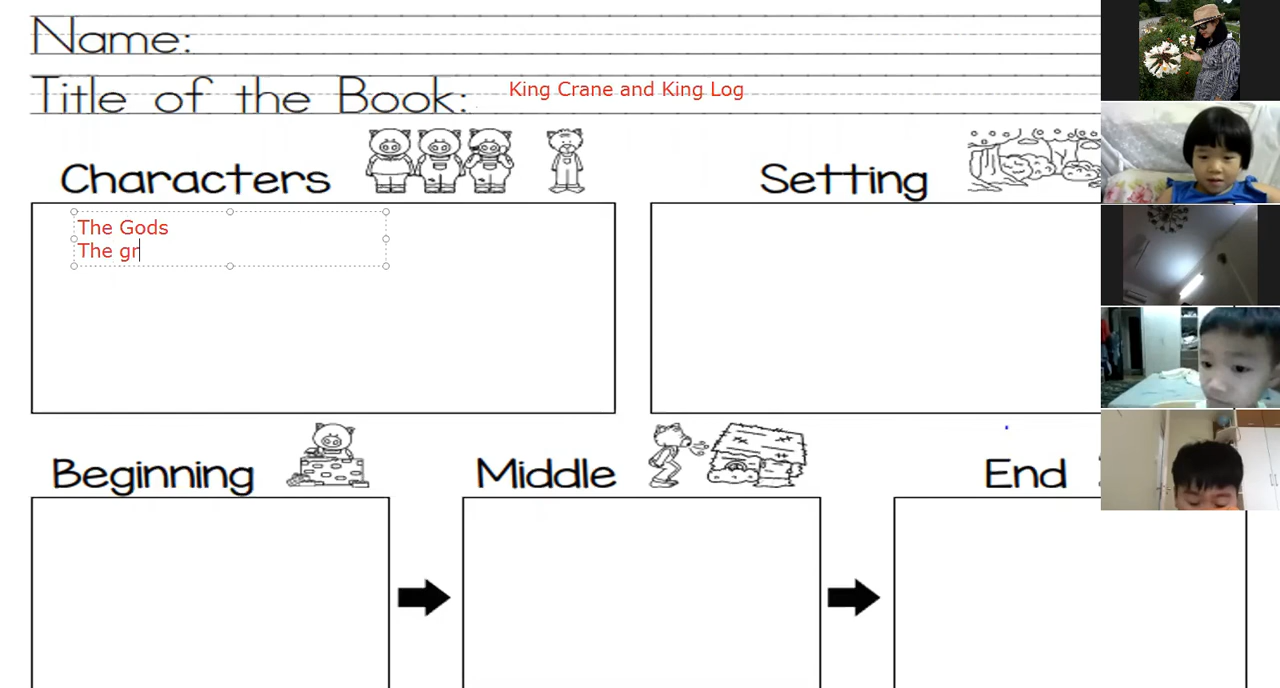 Name:
Title of the Book: King Crane and King Log
Characters
Setting
The Gods
The gr
Beginning
Middle
End